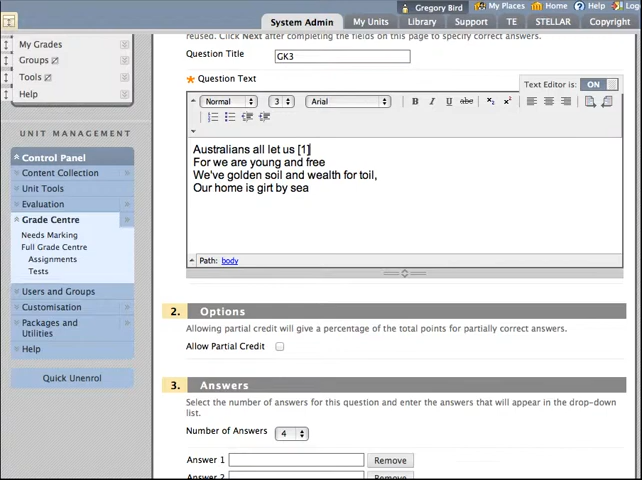 Gregory Bird My Places Home Help Log
System Admin My Units Library Support TE STELLAR Copyright
My Grades
Groups
Tools
Help
UNIT MANAGEMENT
Control Panel
Content Collection
Unit Tools
Evaluation
Grade Centre
Needs Marking
Full Grade Centre
Assignments
Tests
Users and Groups
Customisation
Packages and
Utilities
Help
Quick Unenrol
reused. Click Next after completing the fields on this page to specify correct answers.
Question Title GK3
* Question Text
Text Editor is: ON
Normal 3 Arial B I U abc x₂ x²
Australians all let us [1]
For we are young and free
We've golden soil and wealth for toil,
Our home is girt by sea
Path: body
2. Options
Allowing partial credit will give a percentage of the total points for partially correct answers.
Allow Partial Credit
3. Answers
Select the number of answers for this question and enter the answers that will appear in the drop-down
list.
Number of Answers 4
Answer 1 Remove
Answer 2 Remove